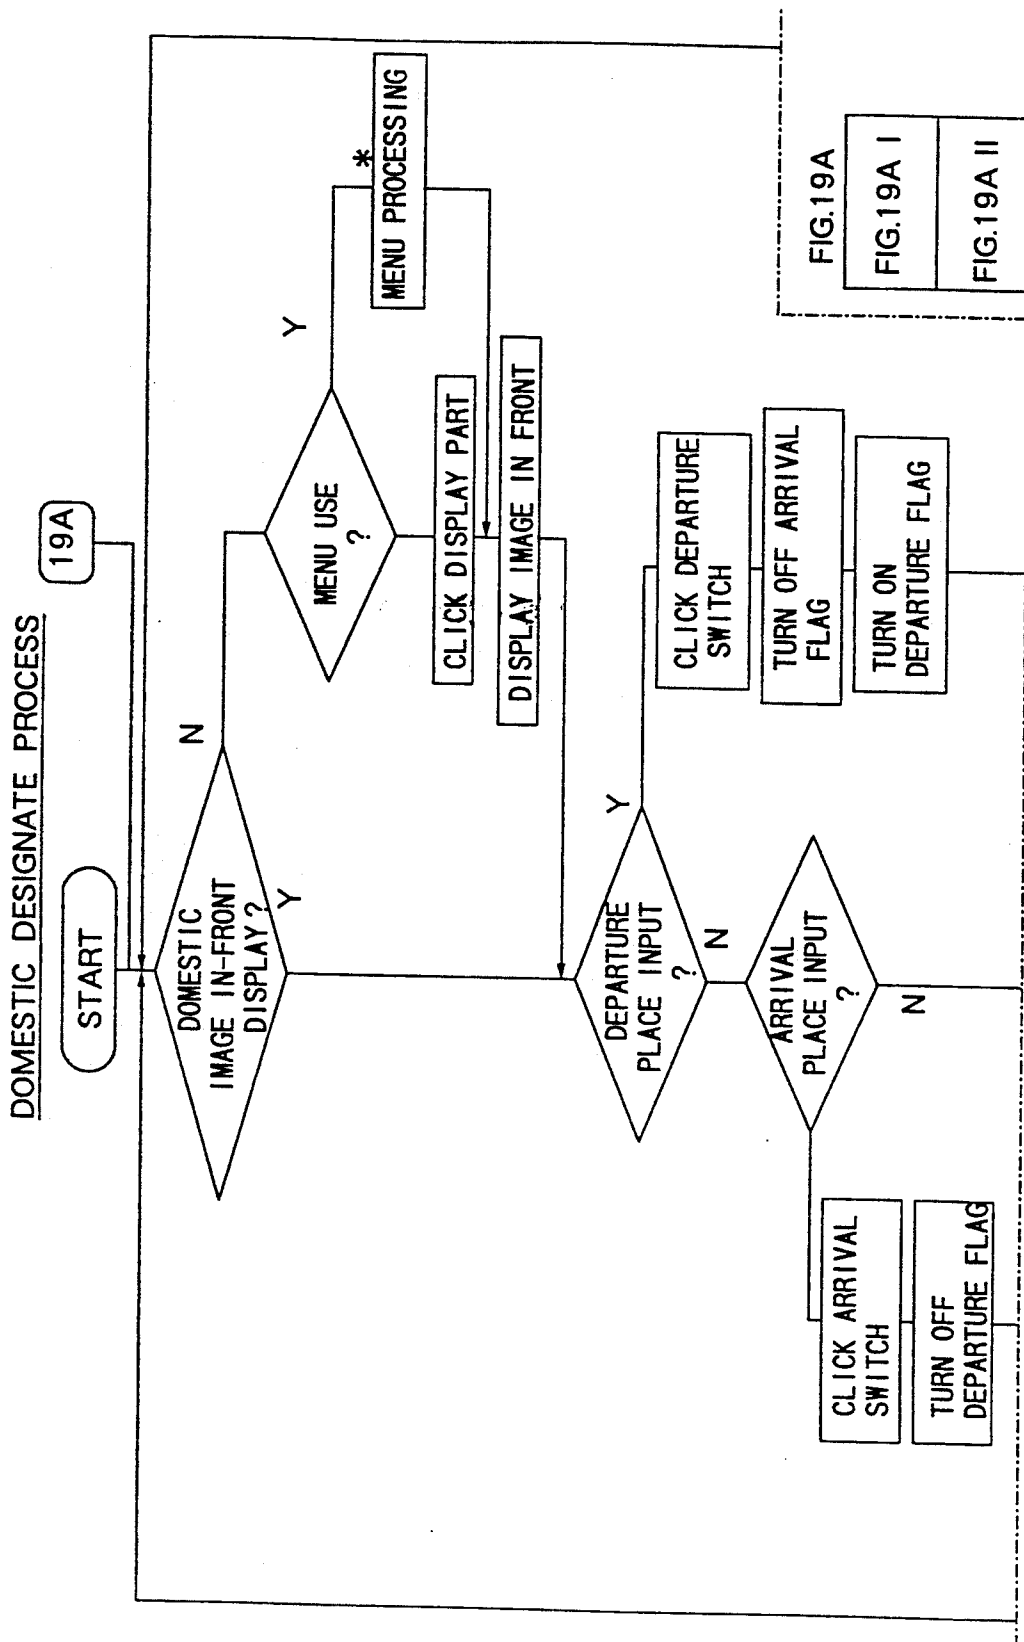 DOMESTIC DESIGNATE PROCESS
START
19A
DOMESTIC
IMAGE IN-FRONT
DISPLAY?
N
Y
MENU USE
?
Y
*
MENU PROCESSING
CLICK DISPLAY PART
DISPLAY IMAGE IN FRONT
DEPARTURE
PLACE INPUT
?
Y
N
CLICK DEPARTURE
SWITCH
TURN OFF ARRIVAL
FLAG
TURN ON
DEPARTURE FLAG
ARRIVAL
PLACE INPUT
?
N
CLICK ARRIVAL
SWITCH
TURN OFF
DEPARTURE FLAG
FIG.19A
FIG.19A I
FIG.19A II